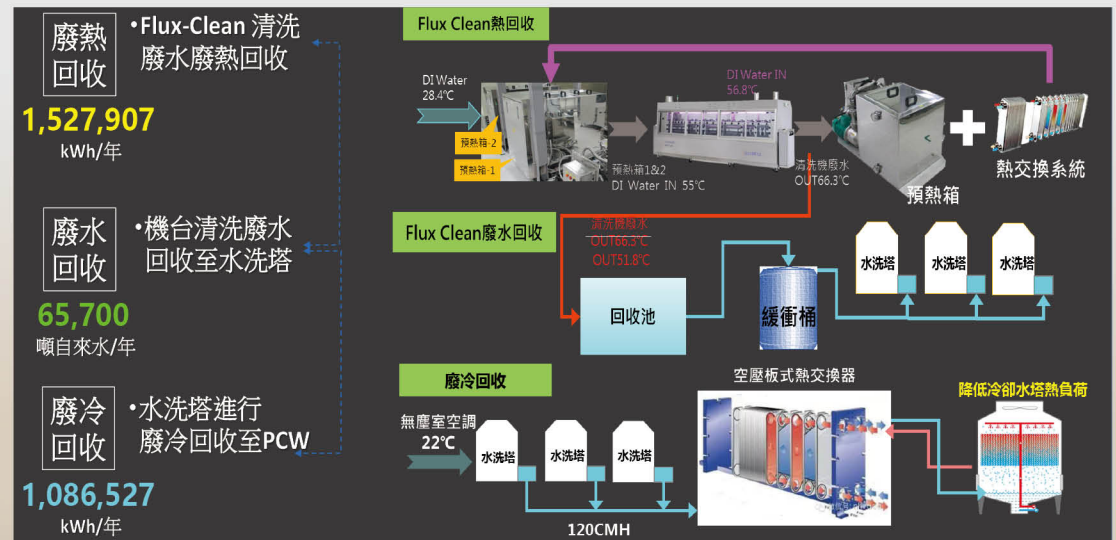 廢熱
回收
•Flux-Clean 清洗
廢水廢熱回收
1,527,907
kWh/年
廢水
回收
•機台清洗廢水
回收至水洗塔
65,700
噸自來水/年
廢冷
回收
•水洗塔進行
廢冷回收至PCW
1,086,527
kWh/年
Flux Clean熱回收
DI Water
28.4℃
預熱箱-2
預熱箱-1
DI Water IN
56.8℃
預熱箱1&2
DI Water IN 55℃
清洗機廢水
OUT66.3℃
預熱箱
熱交換系統
Flux Clean廢水回收
清洗機廢水
OUT66.3℃
OUT51.8℃
回收池
緩衝桶
水洗塔
水洗塔
水洗塔
廢冷回收
無塵室空調
22℃
水洗塔
水洗塔
水洗塔
120CMH
空壓板式熱交換器
降低冷卻水塔熱負荷